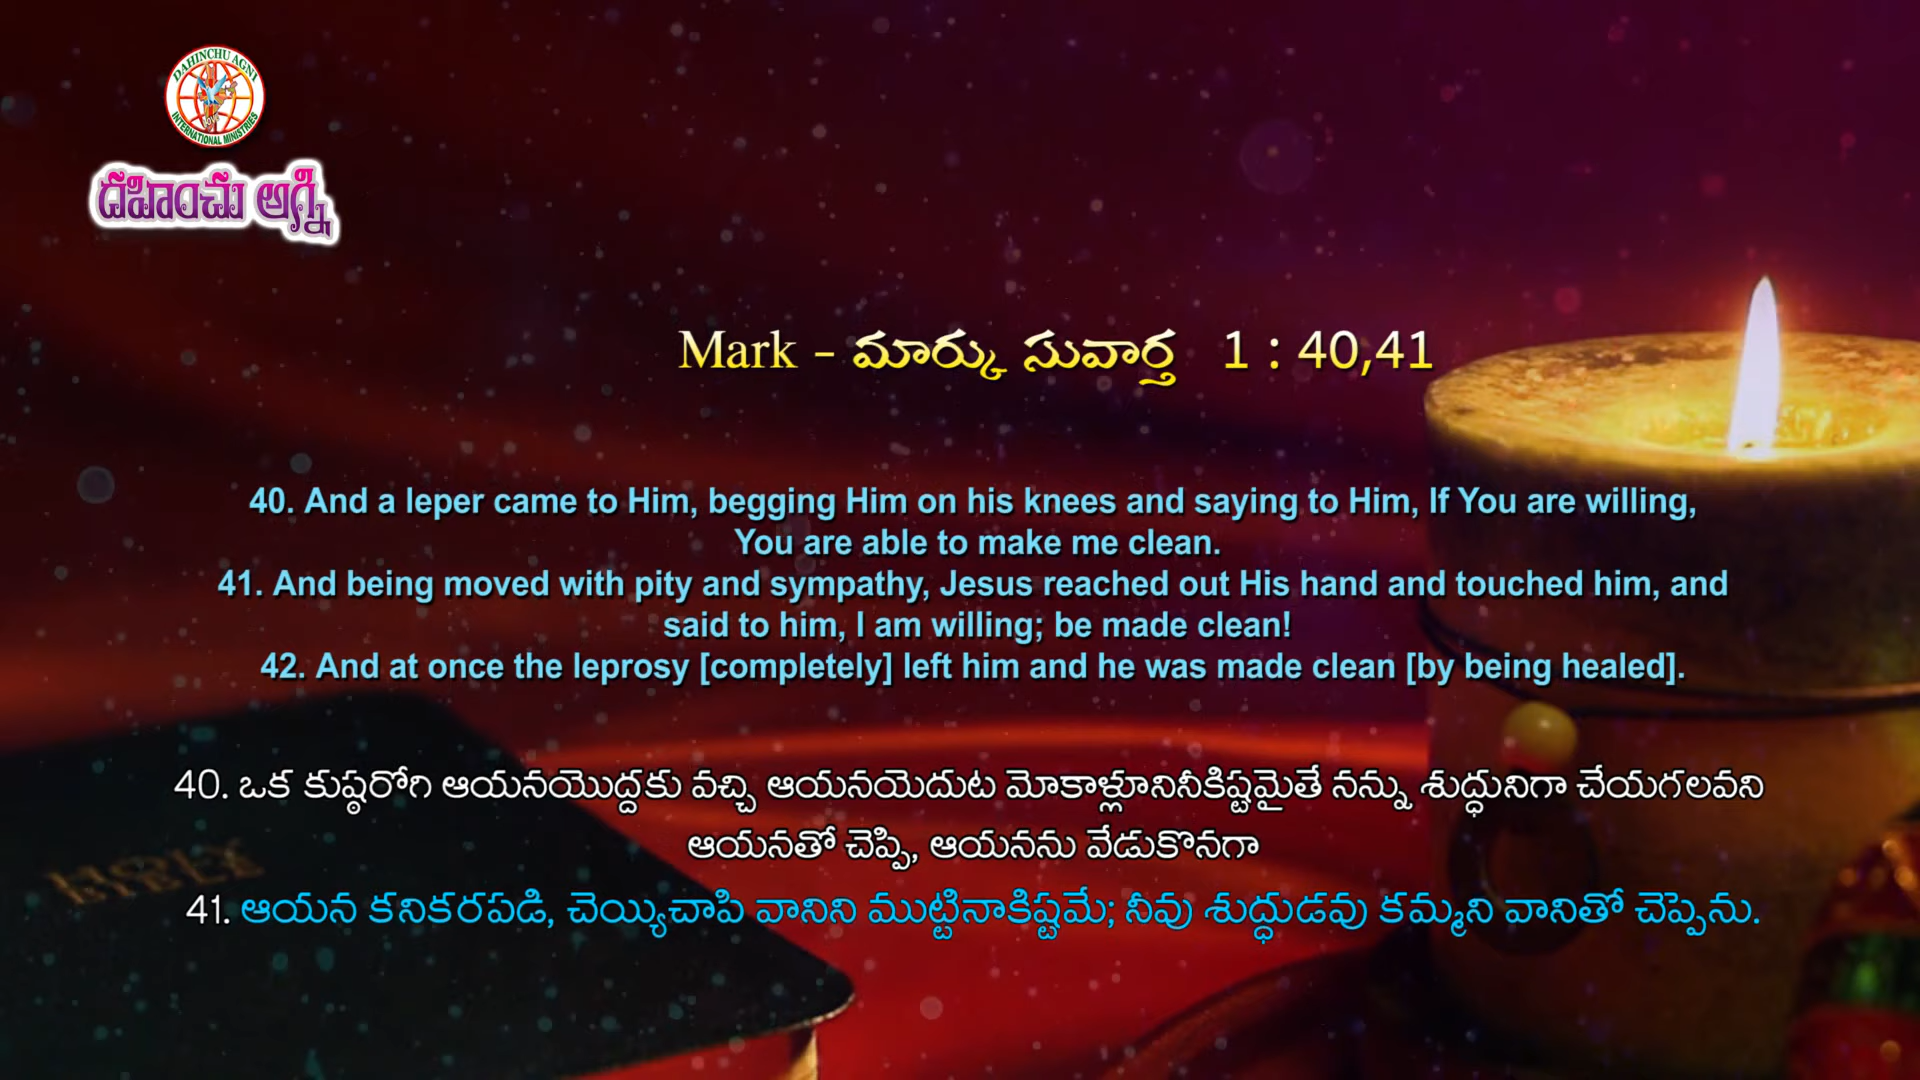 DAHINCHU AGNI
INTERNATIONAL MINISTRIES
దహించు అగ్ని
Mark - మార్కు సువార్త 1 : 40,41
40. And a leper came to Him, begging Him on his knees and saying to Him, If You are willing,
You are able to make me clean.
41. And being moved with pity and sympathy, Jesus reached out His hand and touched him, and
said to him, I am willing; be made clean!
42. And at once the leprosy [completely] left him and he was made clean [by being healed].
40. ఒక కుష్ఠరోగి ఆయనయొద్దకు వచ్చి ఆయనయెదుట మోకాళ్లూనినీకిష్టమైతే నన్ను శుద్ధునిగా చేయగలవని
ఆయనతో చెప్పి, ఆయనను వేడుకొనగా
41. ఆయన కనికరపడి, చెయ్యిచాపి వానిని ముట్టినాకిష్టమే; నీవు శుద్ధుడవు కమ్మని వానితో చెప్పెను.
HOLY
BIBLE